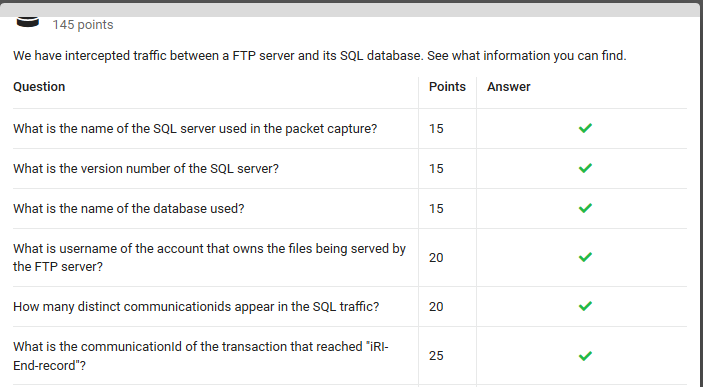 145 points
We have intercepted traffic between a FTP server and its SQL database. See what information you can find.
Question Points Answer
What is the name of the SQL server used in the packet capture? 15
What is the version number of the SQL server? 15
What is the name of the database used? 15
What is username of the account that owns the files being served by
the FTP server? 20
How many distinct communicationids appear in the SQL traffic? 20
What is the communicationId of the transaction that reached "iRI-
End-record"? 25